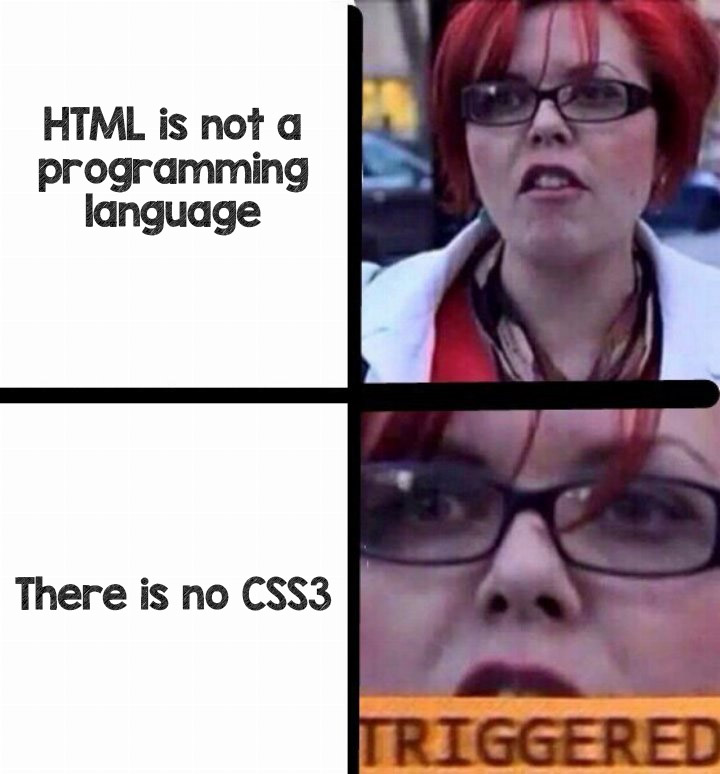 HTML is not a
programming
language
There is no CSS3
TRIGGERED